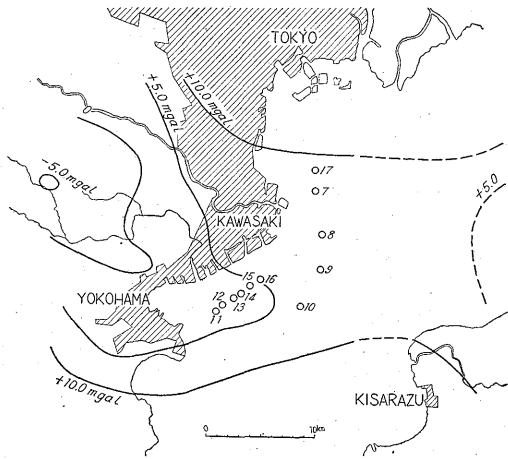 TOKYO
+10.0 mgal
+5.0 mgal
-5.0 mgal
17
7
+5.0
KAWASAKI
8
9
15
16
14
13
12
11
10
YOKOHAMA
+10.0 mgal
KISARAZU
0
10km